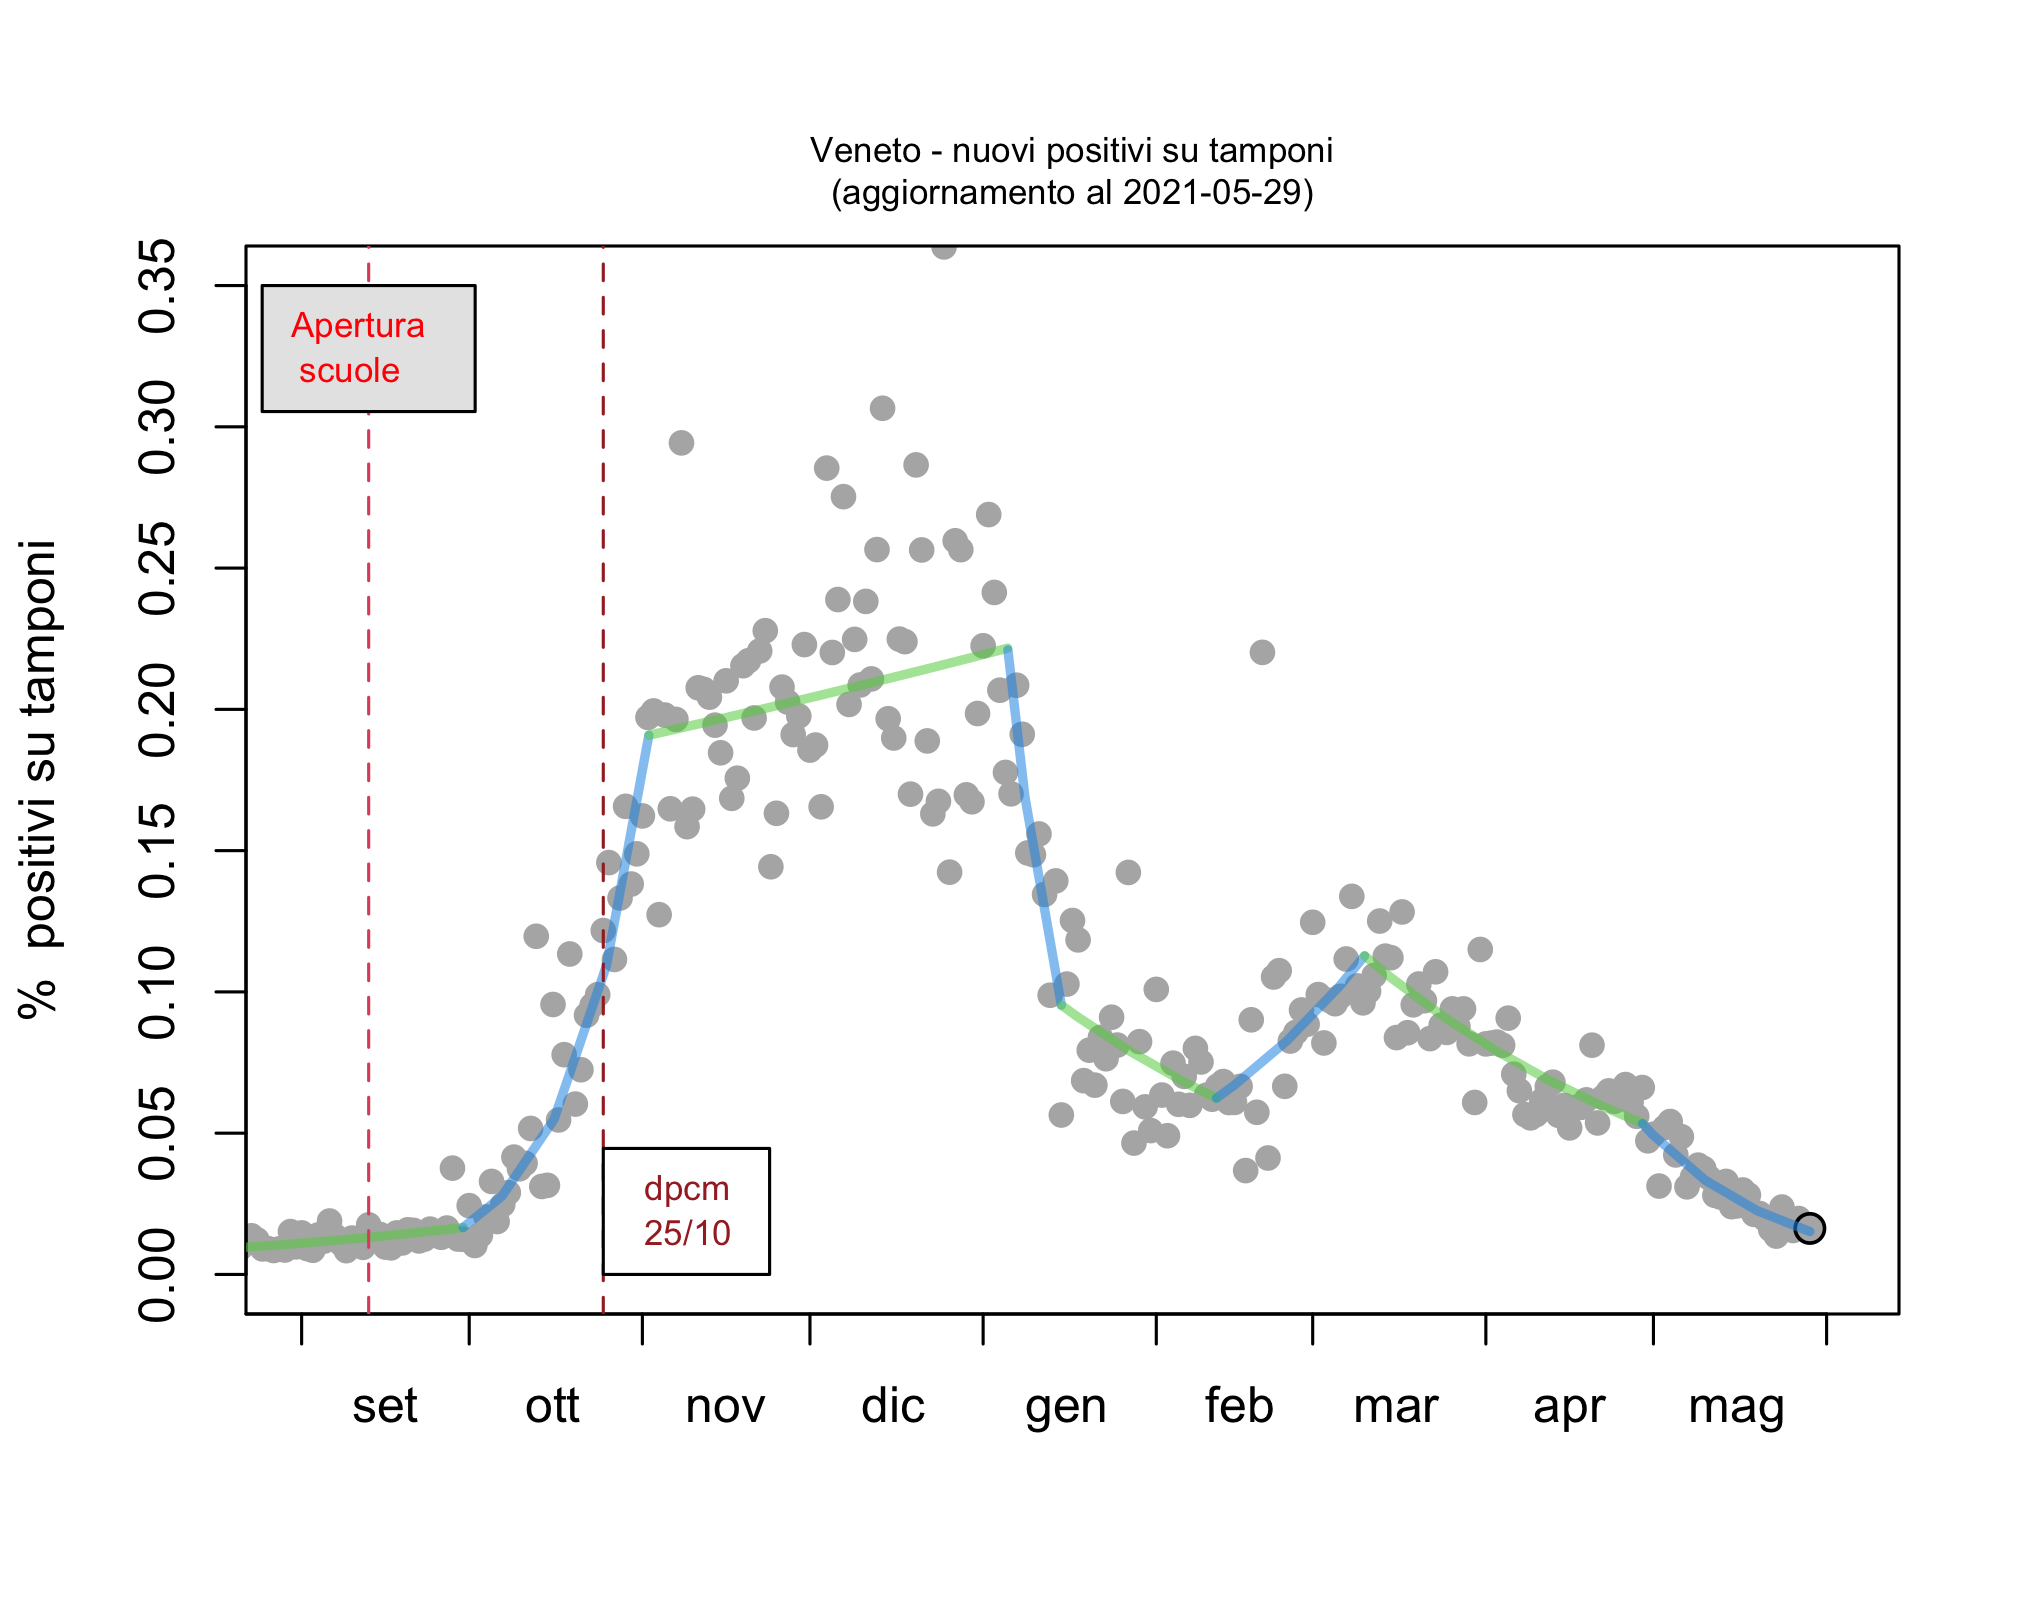 Veneto - nuovi positivi su tamponi
(aggiornamento al 2021-05-29)
% positivi su tamponi
0.35
0.30
0.25
0.20
0.15
0.10
0.05
0.00
Apertura
scuole
dpcm
25/10
set ott nov dic gen feb mar apr mag